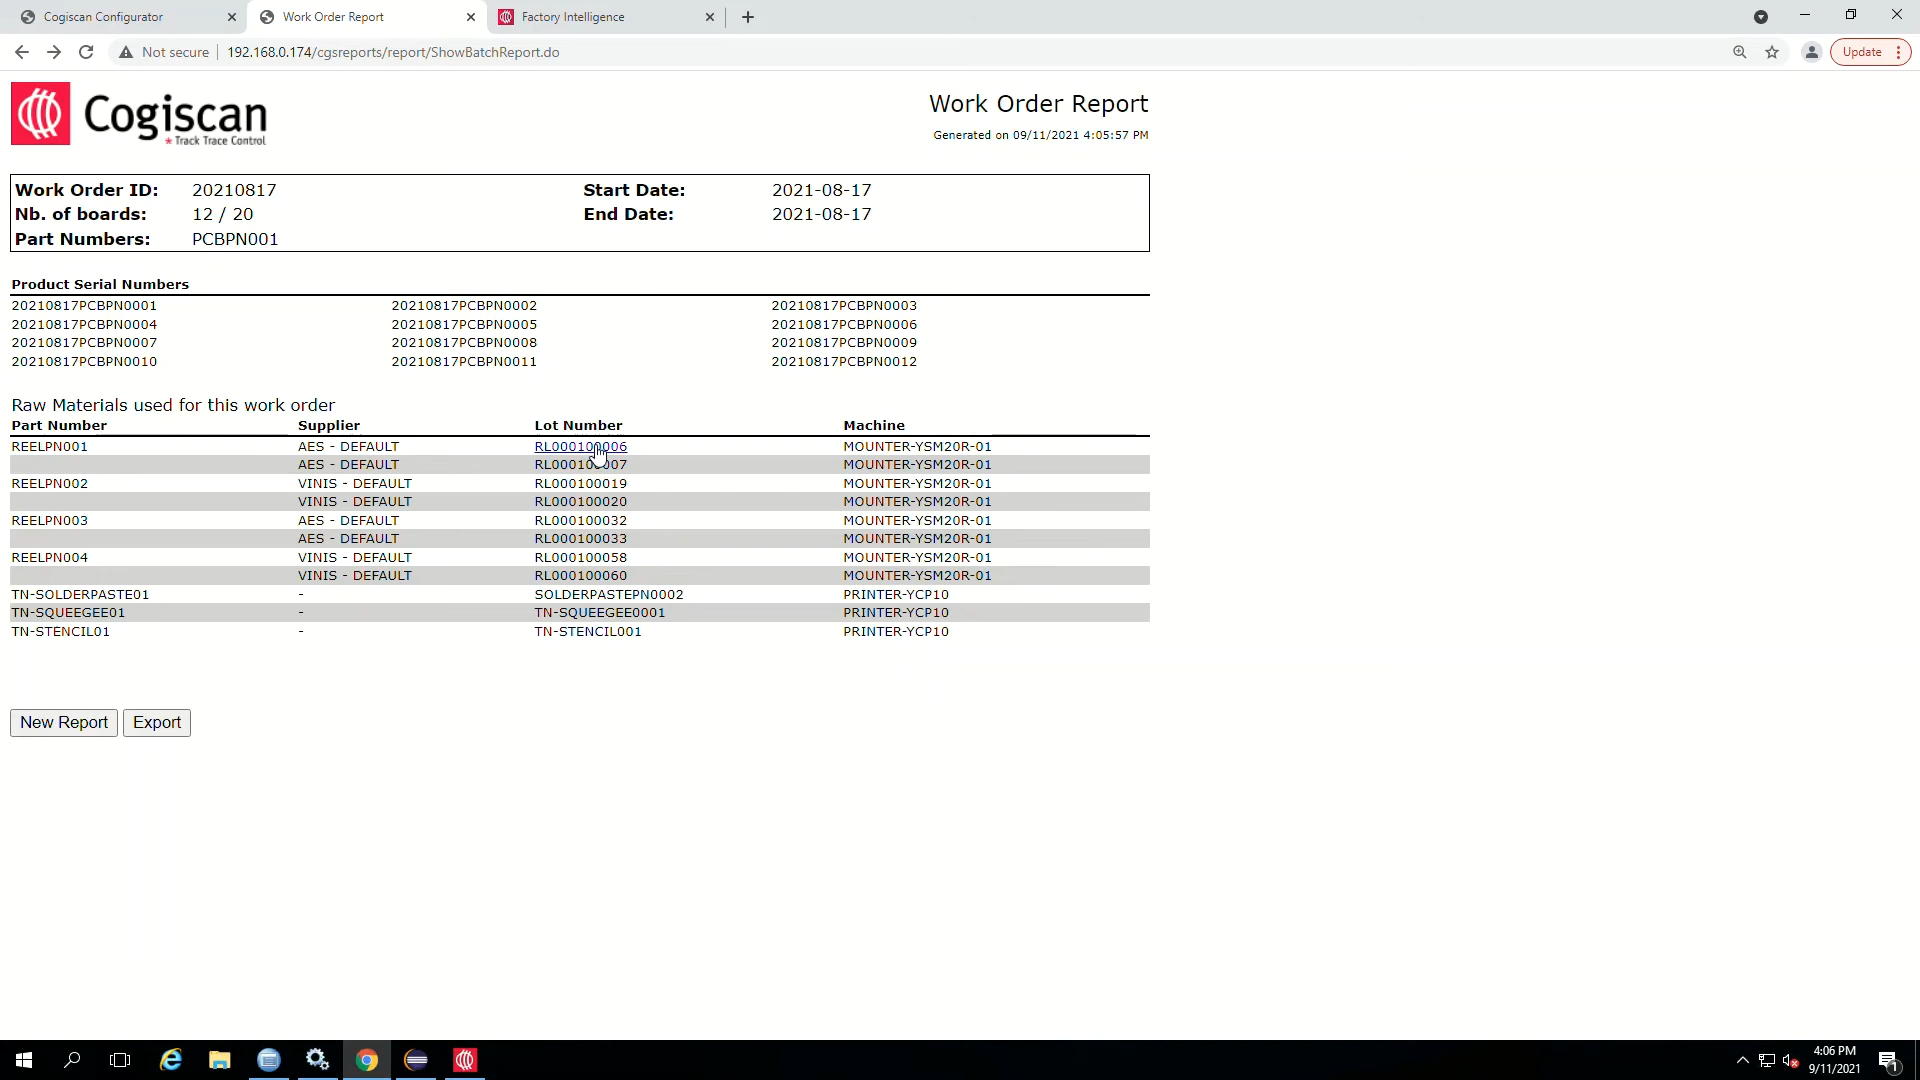 Cogiscan Configurator
Work Order Report
Factory Intelligence
Not secure
192.168.0.174/cgsreports/report/ShowBatchReport.do
Update
Cogiscan
*Track Trace Control
Work Order Report
Generated on 09/11/2021 4:05:57 PM
Work Order ID: 20210817 Start Date: 2021-08-17
Nb. of boards: 12 / 20 End Date: 2021-08-17
Part Numbers: PCBPN001
Product Serial Numbers
20210817PCBPN0001 20210817PCBPN0002 20210817PCBPN0003
20210817PCBPN0004 20210817PCBPN0005 20210817PCBPN0006
20210817PCBPN0007 20210817PCBPN0008 20210817PCBPN0009
20210817PCBPN0010 20210817PCBPN0011 20210817PCBPN0012
Raw Materials used for this work order
Part Number Supplier Lot Number Machine
REELPN001 AES - DEFAULT RL000100006 MOUNTER-YSM20R-01
AES - DEFAULT RL000100007 MOUNTER-YSM20R-01
REELPN002 VINIS - DEFAULT RL000100019 MOUNTER-YSM20R-01
VINIS - DEFAULT RL000100020 MOUNTER-YSM20R-01
REELPN003 AES - DEFAULT RL000100032 MOUNTER-YSM20R-01
AES - DEFAULT RL000100033 MOUNTER-YSM20R-01
REELPN004 VINIS - DEFAULT RL000100058 MOUNTER-YSM20R-01
VINIS - DEFAULT RL000100060 MOUNTER-YSM20R-01
TN-SOLDERPASTE01 - SOLDERPASTEPN0002 PRINTER-YCP10
TN-SQUEEGEE01 - TN-SQUEEGEE0001 PRINTER-YCP10
TN-STENCIL01 - TN-STENCIL001 PRINTER-YCP10
New Report Export
4:06 PM
9/11/2021
1